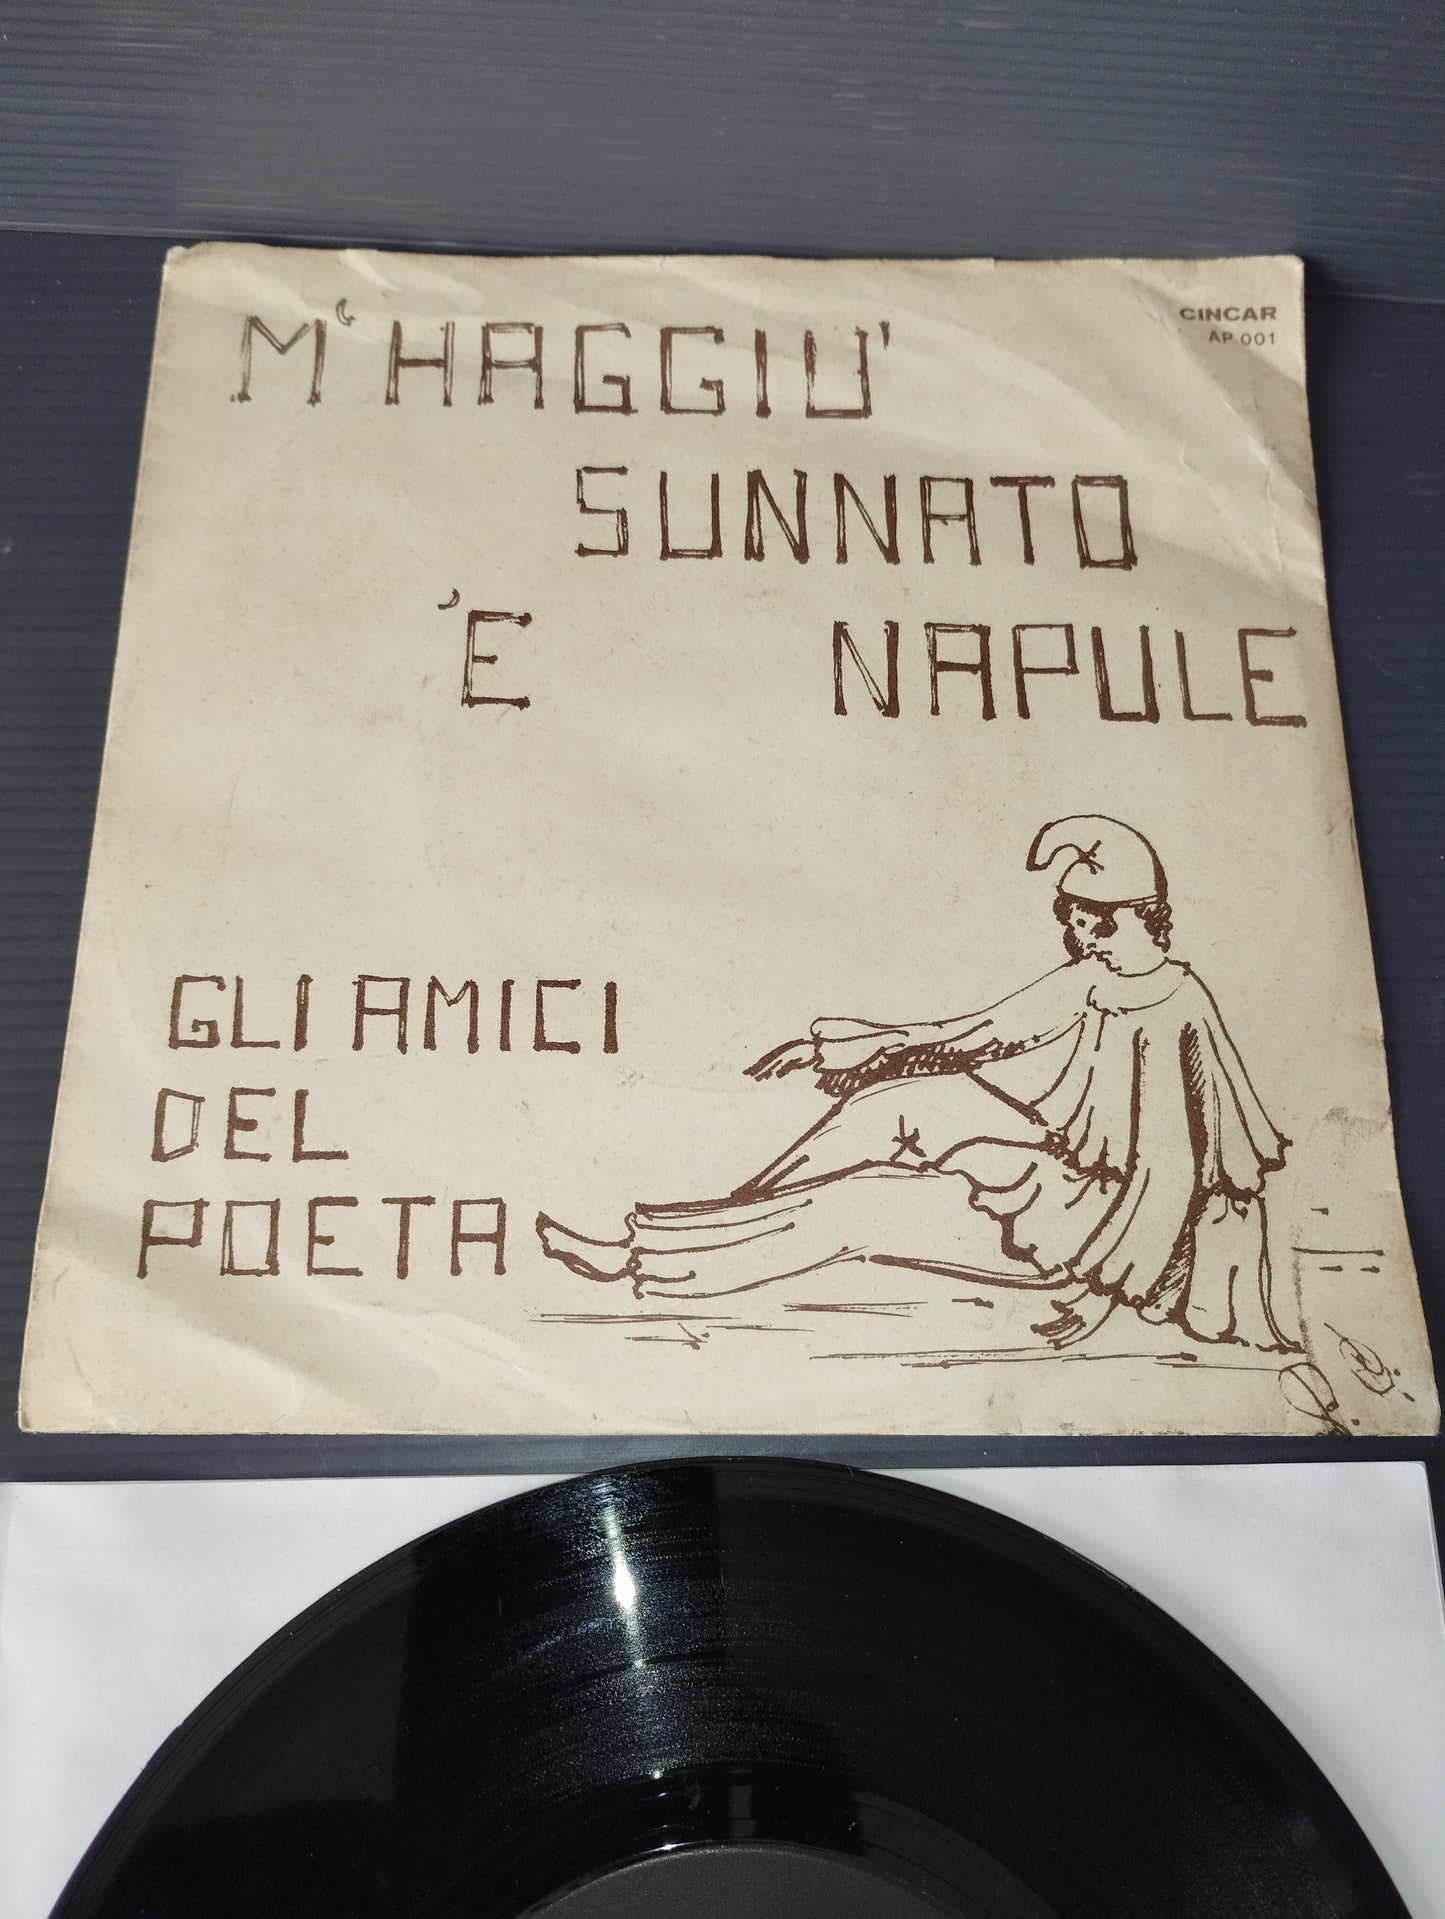 CINCAR
AP 001
M‘HAGGIU'
SUNNATO
'E NAPULE
GLI AMICI
DEL
POETA